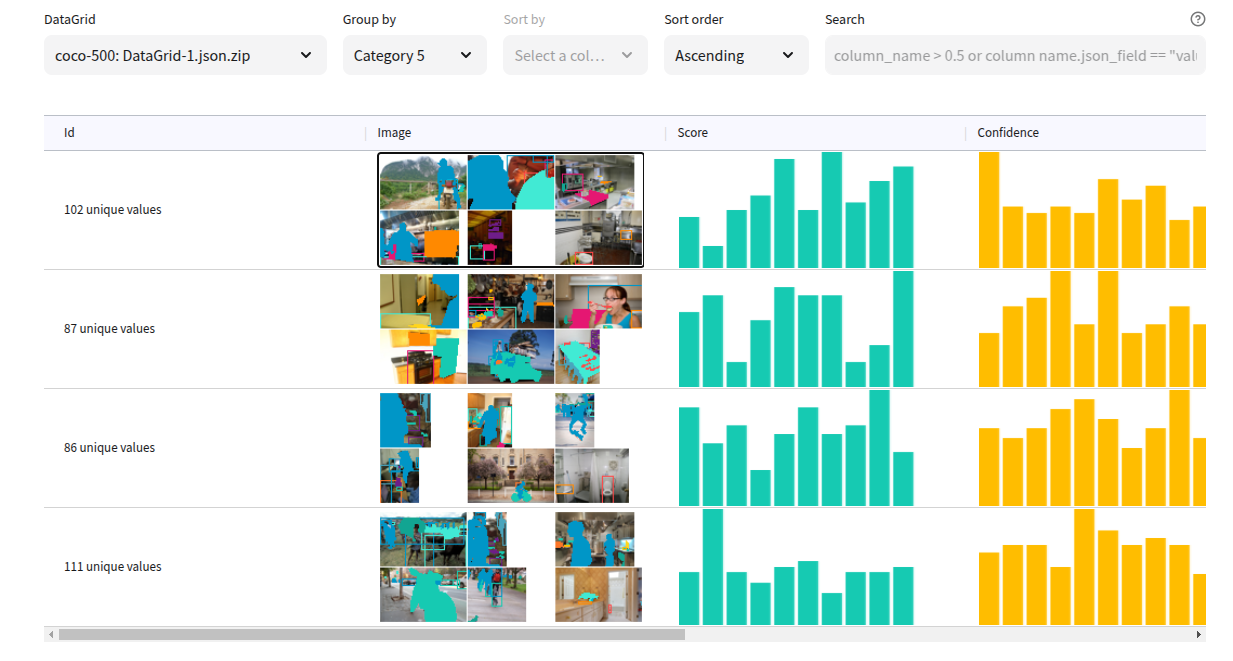 DataGrid
Group by
Sort by
Sort order
Search
coco-500: DataGrid-1.json.zip
Category 5
Select a col...
Ascending
column_name > 0.5 or column name.json_field == "valu
Id
Image
Score
Confidence
102 unique values
87 unique values
86 unique values
111 unique values